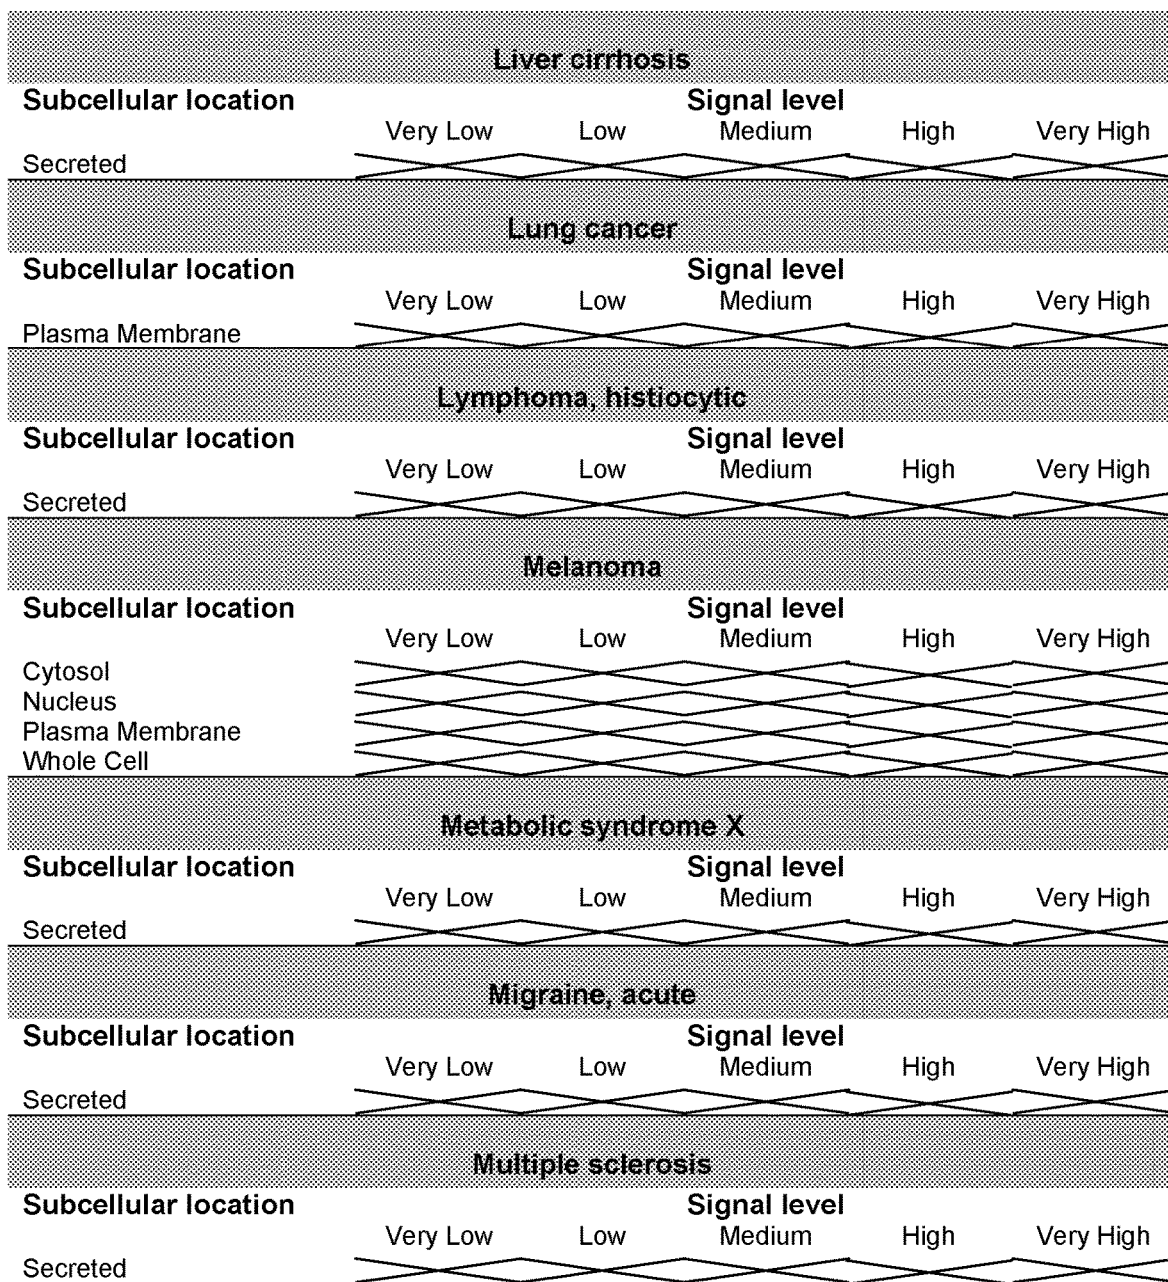 Liver cirrhosis
Subcellular location Signal level
Very Low Low Medium High Very High
Secreted
Lung cancer
Subcellular location Signal level
Very Low Low Medium High Very High
Plasma Membrane
Lymphoma, histiocytic
Subcellular location Signal level
Very Low Low Medium High Very High
Secreted
Melanoma
Subcellular location Signal level
Very Low Low Medium High Very High
Cytosol
Nucleus
Plasma Membrane
Whole Cell
Metabolic syndrome X
Subcellular location Signal level
Very Low Low Medium High Very High
Secreted
Migraine, acute
Subcellular location Signal level
Very Low Low Medium High Very High
Secreted
Multiple sclerosis
Subcellular location Signal level
Very Low Low Medium High Very High
Secreted